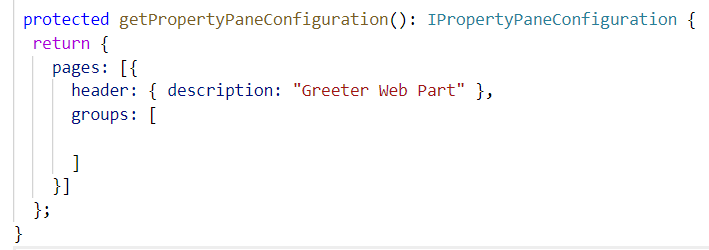 protected getPropertyPaneConfiguration(): IPropertyPaneConfiguration {
return {
pages: [{
header: { description: "Greeter Web Part" },
groups: [
]
}]
};
}